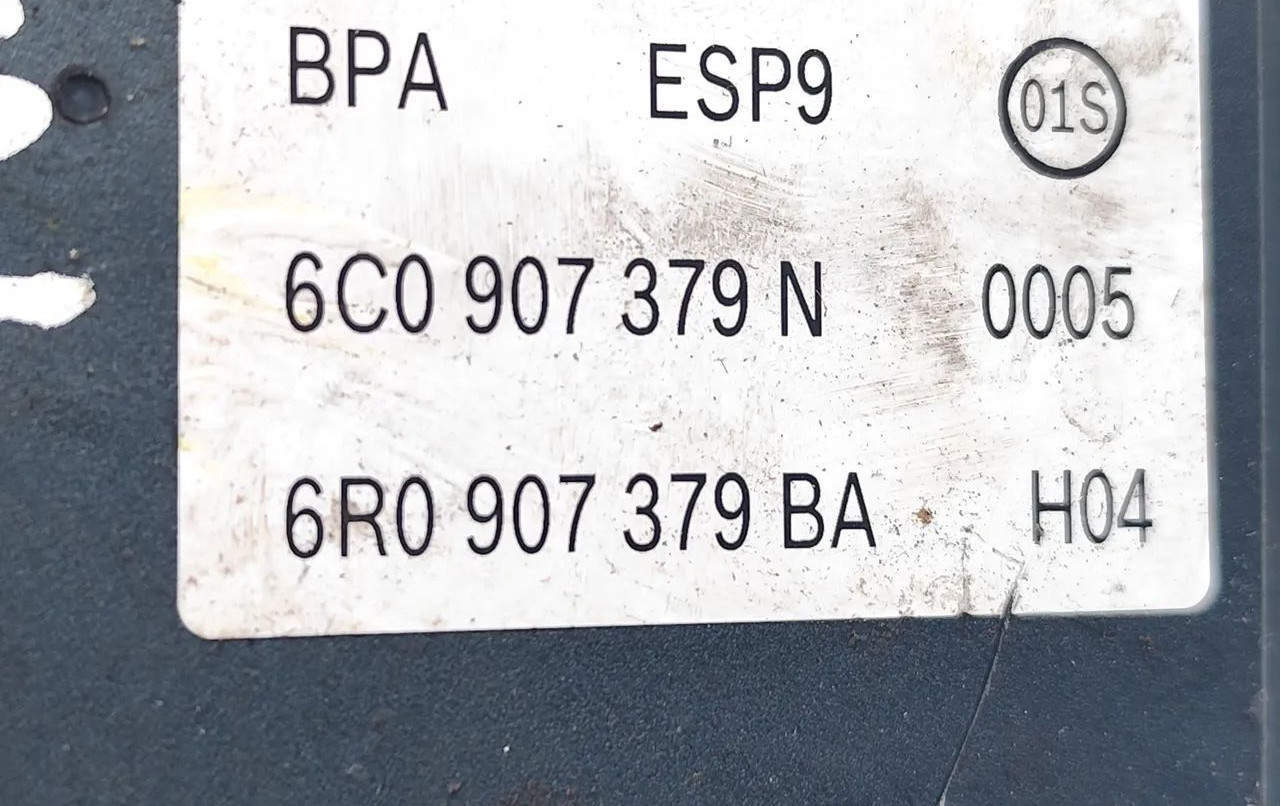 BPA ESP9 01S
6C0 907 379 N 0005
6R0 907 379 BA H04